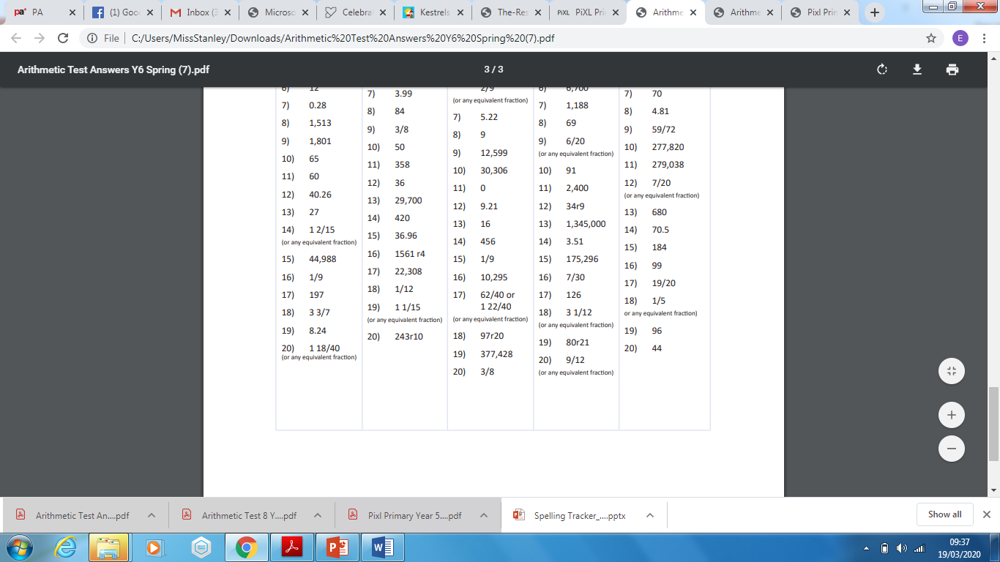 PA
(1) Goo
Inbox (3
Microso
Celebra
Kestrels
The-Res
PiXL Pri
Arithme
Arithme
Pixl Prin
File | C:/Users/MissStanley/Downloads/Arithmetic%20Test%20Answers%20Y6%20Spring%20(7).pdf
E
Arithmetic Test Answers Y6 Spring (7).pdf
3 / 3
6) 12
7) 0.28
8) 1,513
9) 1,801
10) 65
11) 60
12) 40.26
13) 27
14) 1 2/15
(or any equivalent fraction)
15) 44,988
16) 1/9
17) 197
18) 3 3/7
19) 8.24
20) 1 18/40
(or any equivalent fraction)
7) 3.99
8) 84
9) 3/8
10) 50
11) 358
12) 36
13) 29,700
14) 420
15) 36.96
16) 1561 r4
17) 22,308
18) 1/12
19) 1 1/15
(or any equivalent fraction)
20) 243r10
2/9
(or any equivalent fraction)
7) 5.22
8) 9
9) 12,599
10) 30,306
11) 0
12) 9.21
13) 16
14) 456
15) 1/9
16) 10,295
17) 62/40 or
1 22/40
(or any equivalent fraction)
18) 97r20
19) 377,428
20) 3/8
6) 6,700
7) 1,188
8) 69
9) 6/20
(or any equivalent fraction)
10) 91
11) 2,400
12) 34r9
13) 1,345,000
14) 3.51
15) 175,296
16) 7/30
17) 126
18) 3 1/12
(or any equivalent fraction)
19) 80r21
20) 9/12
(or any equivalent fraction)
7) 70
8) 4.81
9) 59/72
10) 277,820
11) 279,038
12) 7/20
(or any equivalent fraction)
13) 680
14) 70.5
15) 184
16) 99
17) 19/20
18) 1/5
or any equivalent fraction)
19) 96
20) 44
Arithmetic Test An....pdf
Arithmetic Test 8 Y....pdf
Pixl Primary Year 5....pdf
Spelling Tracker_....pptx
Show all
09:37
19/03/2020